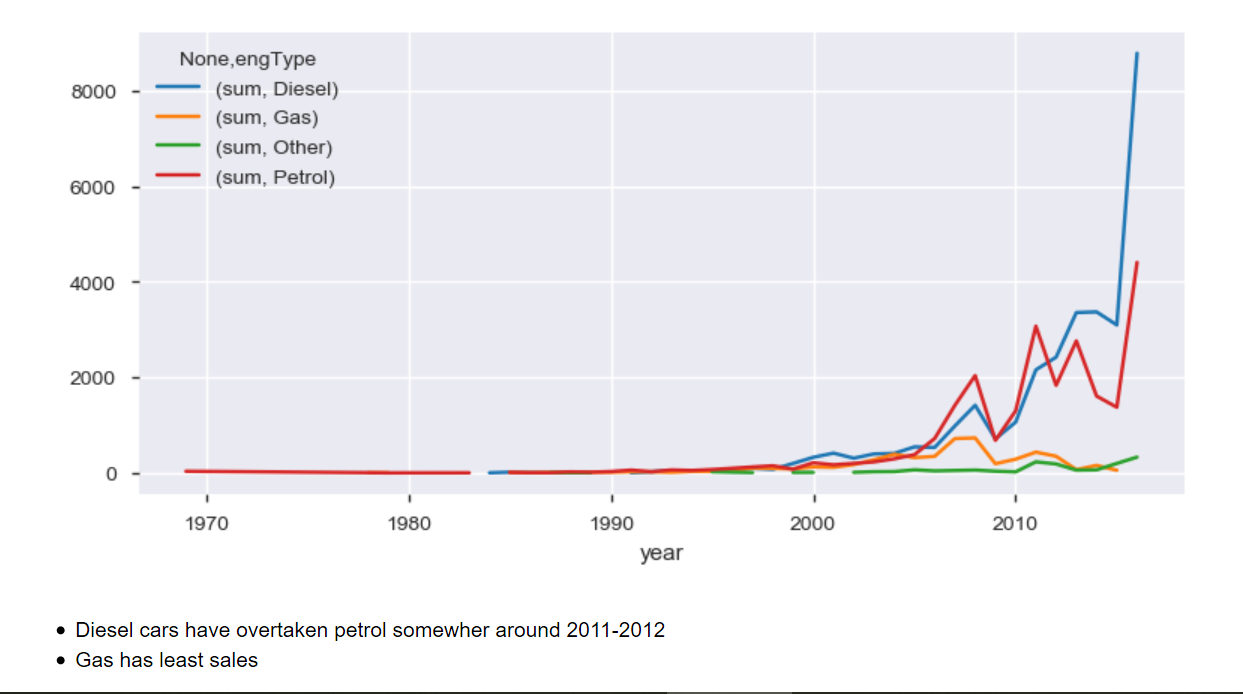 None,engType
(sum, Diesel)
(sum, Gas)
(sum, Other)
(sum, Petrol)
8000
6000
4000
2000
0
1970 1980 1990 2000 2010
year
• Diesel cars have overtaken petrol somewher around 2011-2012
• Gas has least sales